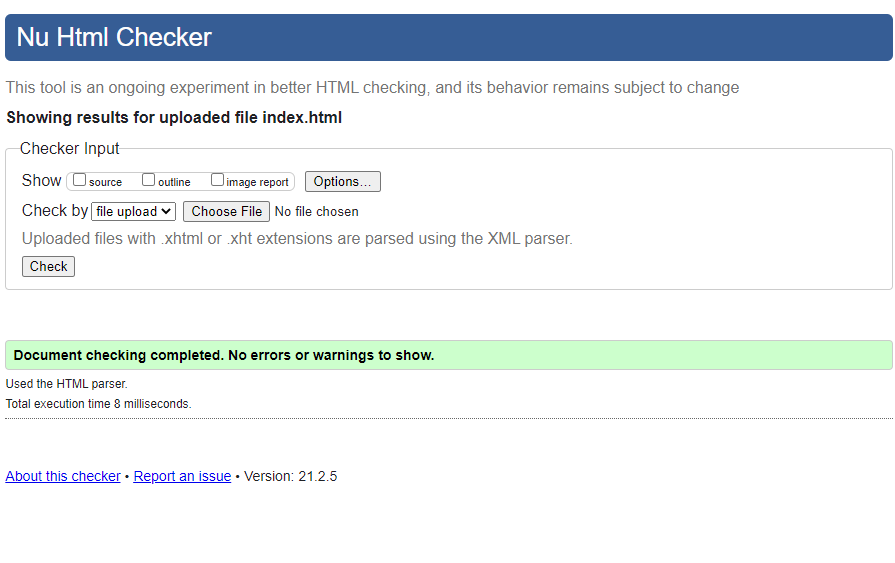 Nu Html Checker
This tool is an ongoing experiment in better HTML checking, and its behavior remains subject to change
Showing results for uploaded file index.html
Checker Input
Show source outline image report Options...
Check by file upload Choose File No file chosen
Uploaded files with .xhtml or .xht extensions are parsed using the XML parser.
Check
Document checking completed. No errors or warnings to show.
Used the HTML parser.
Total execution time 8 milliseconds.
About this checker • Report an issue • Version: 21.2.5